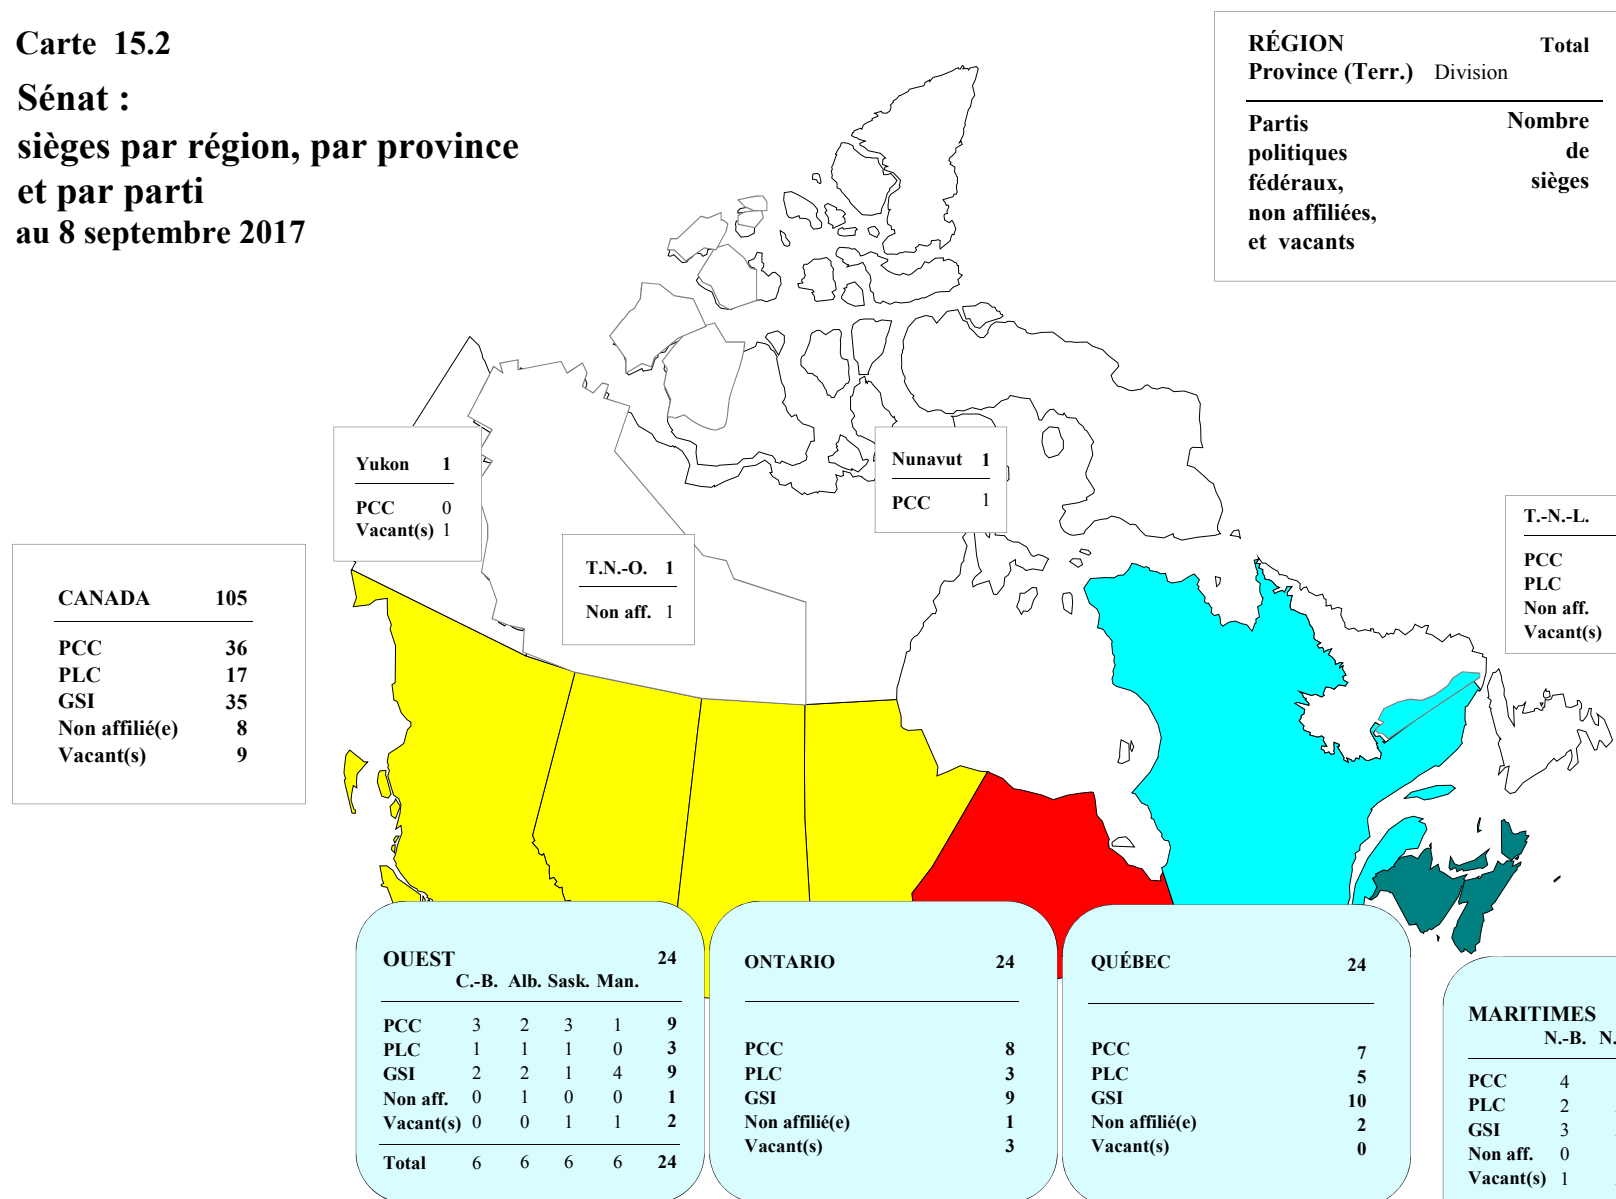 Carte 15.2
Sénat :
sièges par région, par province
et par parti
au 8 septembre 2017
RÉGION Total
Province (Terr.) Division
Partis Nombre
politiques de
fédéraux, sièges
non affiliées,
et vacants
Yukon 1
PCC 0
Vacant(s) 1
Nunavut 1
PCC 1
T.N.-O. 1
Non aff. 1
T.-N.-L.
PCC
PLC
Non aff.
Vacant(s)
CANADA 105
PCC 36
PLC 17
GSI 35
Non affilié(e) 8
Vacant(s) 9
OUEST 24
C.-B. Alb. Sask. Man.
PCC 3 2 3 1 9
PLC 1 1 1 0 3
GSI 2 2 1 4 9
Non aff. 0 1 0 0 1
Vacant(s) 0 0 1 1 2
Total 6 6 6 6 24
ONTARIO 24
PCC 8
PLC 3
GSI 9
Non affilié(e) 1
Vacant(s) 3
QUÉBEC 24
PCC 7
PLC 5
GSI 10
Non affilié(e) 2
Vacant(s) 0
MARITIMES
N.-B. N.
PCC 4
PLC 2
GSI 3
Non aff. 0
Vacant(s) 1